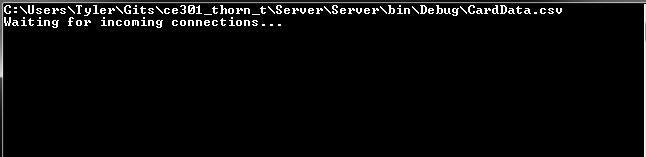 C:\Users\Tyler\Gits\ce301_thorn_t\Server\Server\bin\Debug\CardData.csv
Waiting for incoming connections...